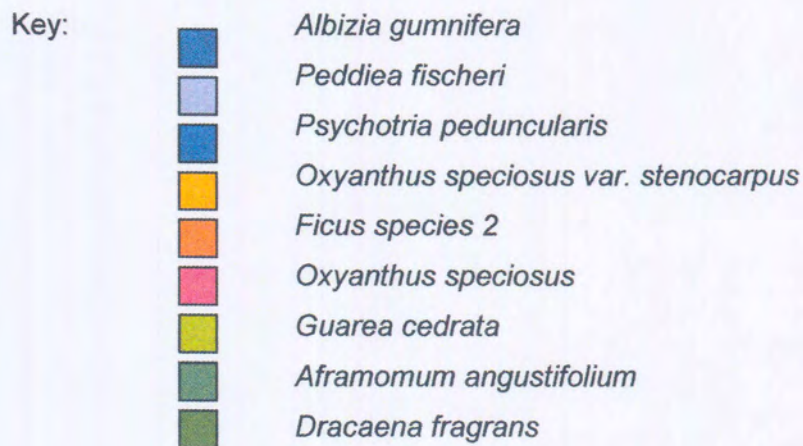 Key:
Albizia gumnifera
Peddiea fischeri
Psychotria peduncularis
Oxyanthus speciosus var. stenocarpus
Ficus species 2
Oxyanthus speciosus
Guarea cedrata
Aframomum angustifolium
Dracaena fragrans